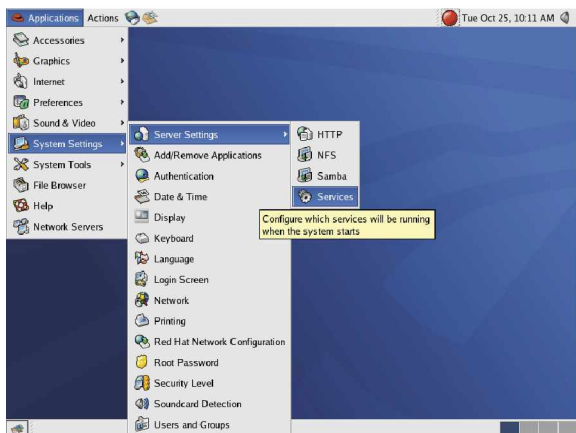 Applications Actions Tue Oct 25, 10:11 AM
Accessories
Graphics
Internet
Preferences
Sound & Video
System Settings
System Tools
File Browser
Help
Network Servers
Server Settings
Add/Remove Applications
Authentication
Date & Time
Display
Keyboard
Language
Login Screen
Network
Printing
Red Hat Network Configuration
Root Password
Security Level
Soundcard Detection
Users and Groups
HTTP
NFS
Samba
Services
Configure which services will be running
when the system starts